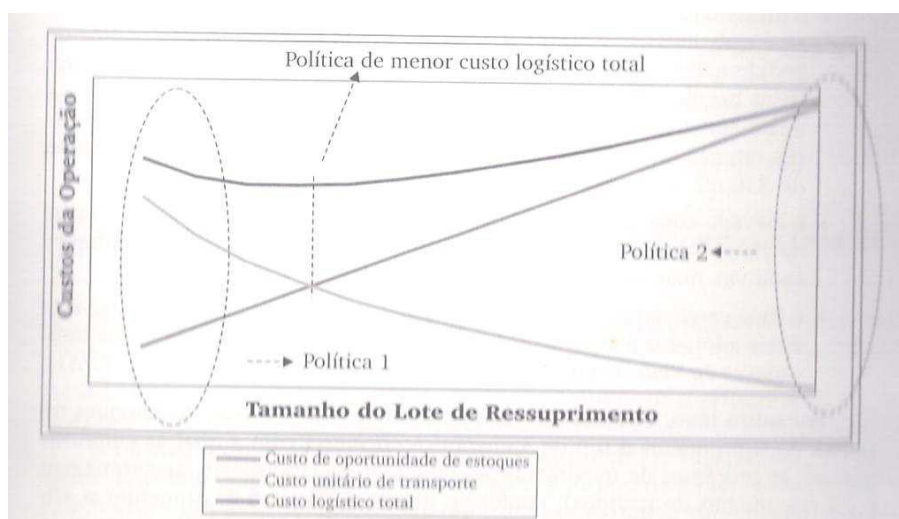 Política de menor custo logístico total
Custos da Operação
Política 2
Política 1
Tamanho do Lote de Ressuprimento
Custo de oportunidade de estoques
Custo unitário de transporte
Custo logístico total